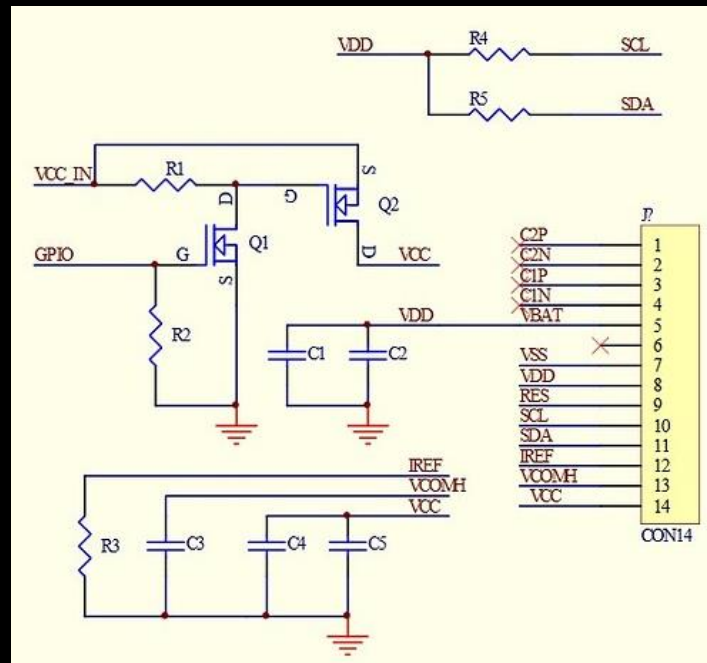 VDD
R4
SCL
R5
SDA
VCC_IN
R1
D
G
S
Q2
D
VCC
GPIO
G
Q1
S
R2
VDD
C1
C2
J?
C2P 1
C2N 2
C1P 3
C1N 4
VBAT 5
6
VSS 7
VDD 8
RES 9
SCL 10
SDA 11
IREF 12
VCOMH 13
VCC 14
CON14
IREF
VCOMH
VCC
R3
C3
C4
C5